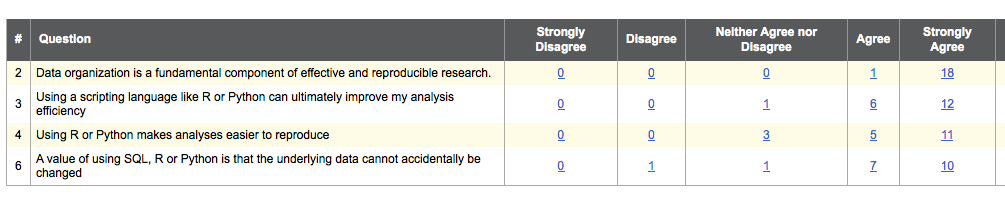 # Question Strongly Disagree Disagree Neither Agree nor Disagree Agree Strongly Agree
2 Data organization is a fundamental component of effective and reproducible research. 0 0 0 1 18
3 Using a scripting language like R or Python can ultimately improve my analysis efficiency 0 0 1 6 12
4 Using R or Python makes analyses easier to reproduce 0 0 3 5 11
6 A value of using SQL, R or Python is that the underlying data cannot accidentally be changed 0 1 1 7 10